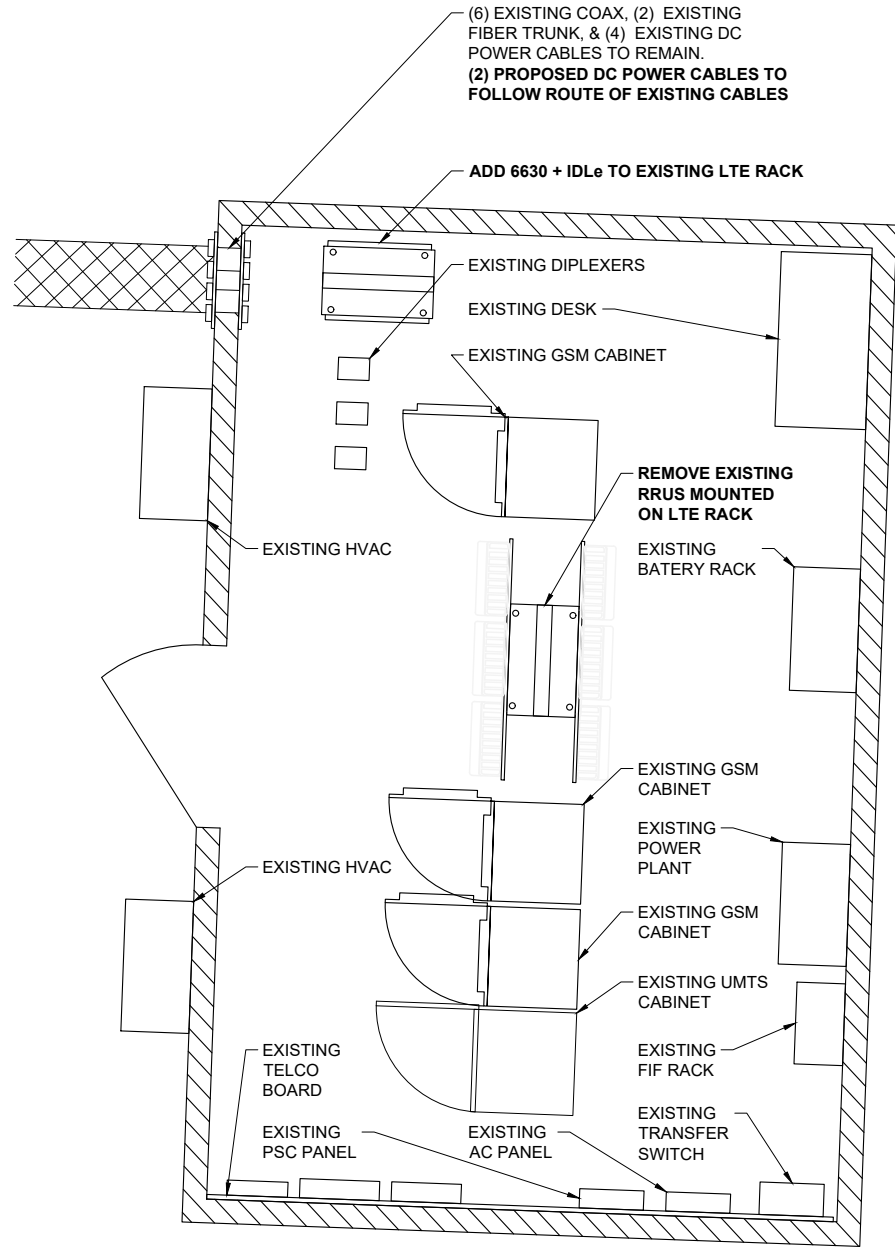 (6) EXISTING COAX, (2) EXISTING
FIBER TRUNK, & (4) EXISTING DC
POWER CABLES TO REMAIN.
(2) PROPOSED DC POWER CABLES TO
FOLLOW ROUTE OF EXISTING CABLES
ADD 6630 + IDLe TO EXISTING LTE RACK
EXISTING DIPLEXERS
EXISTING DESK
EXISTING GSM CABINET
REMOVE EXISTING
RRUS MOUNTED
ON LTE RACK
EXISTING HVAC
EXISTING
BATERY RACK
EXISTING GSM
CABINET
EXISTING
POWER
PLANT
EXISTING HVAC
EXISTING GSM
CABINET
EXISTING UMTS
CABINET
EXISTING
TELCO
BOARD
EXISTING
FIF RACK
EXISTING
PSC PANEL
EXISTING
AC PANEL
EXISTING
TRANSFER
SWITCH